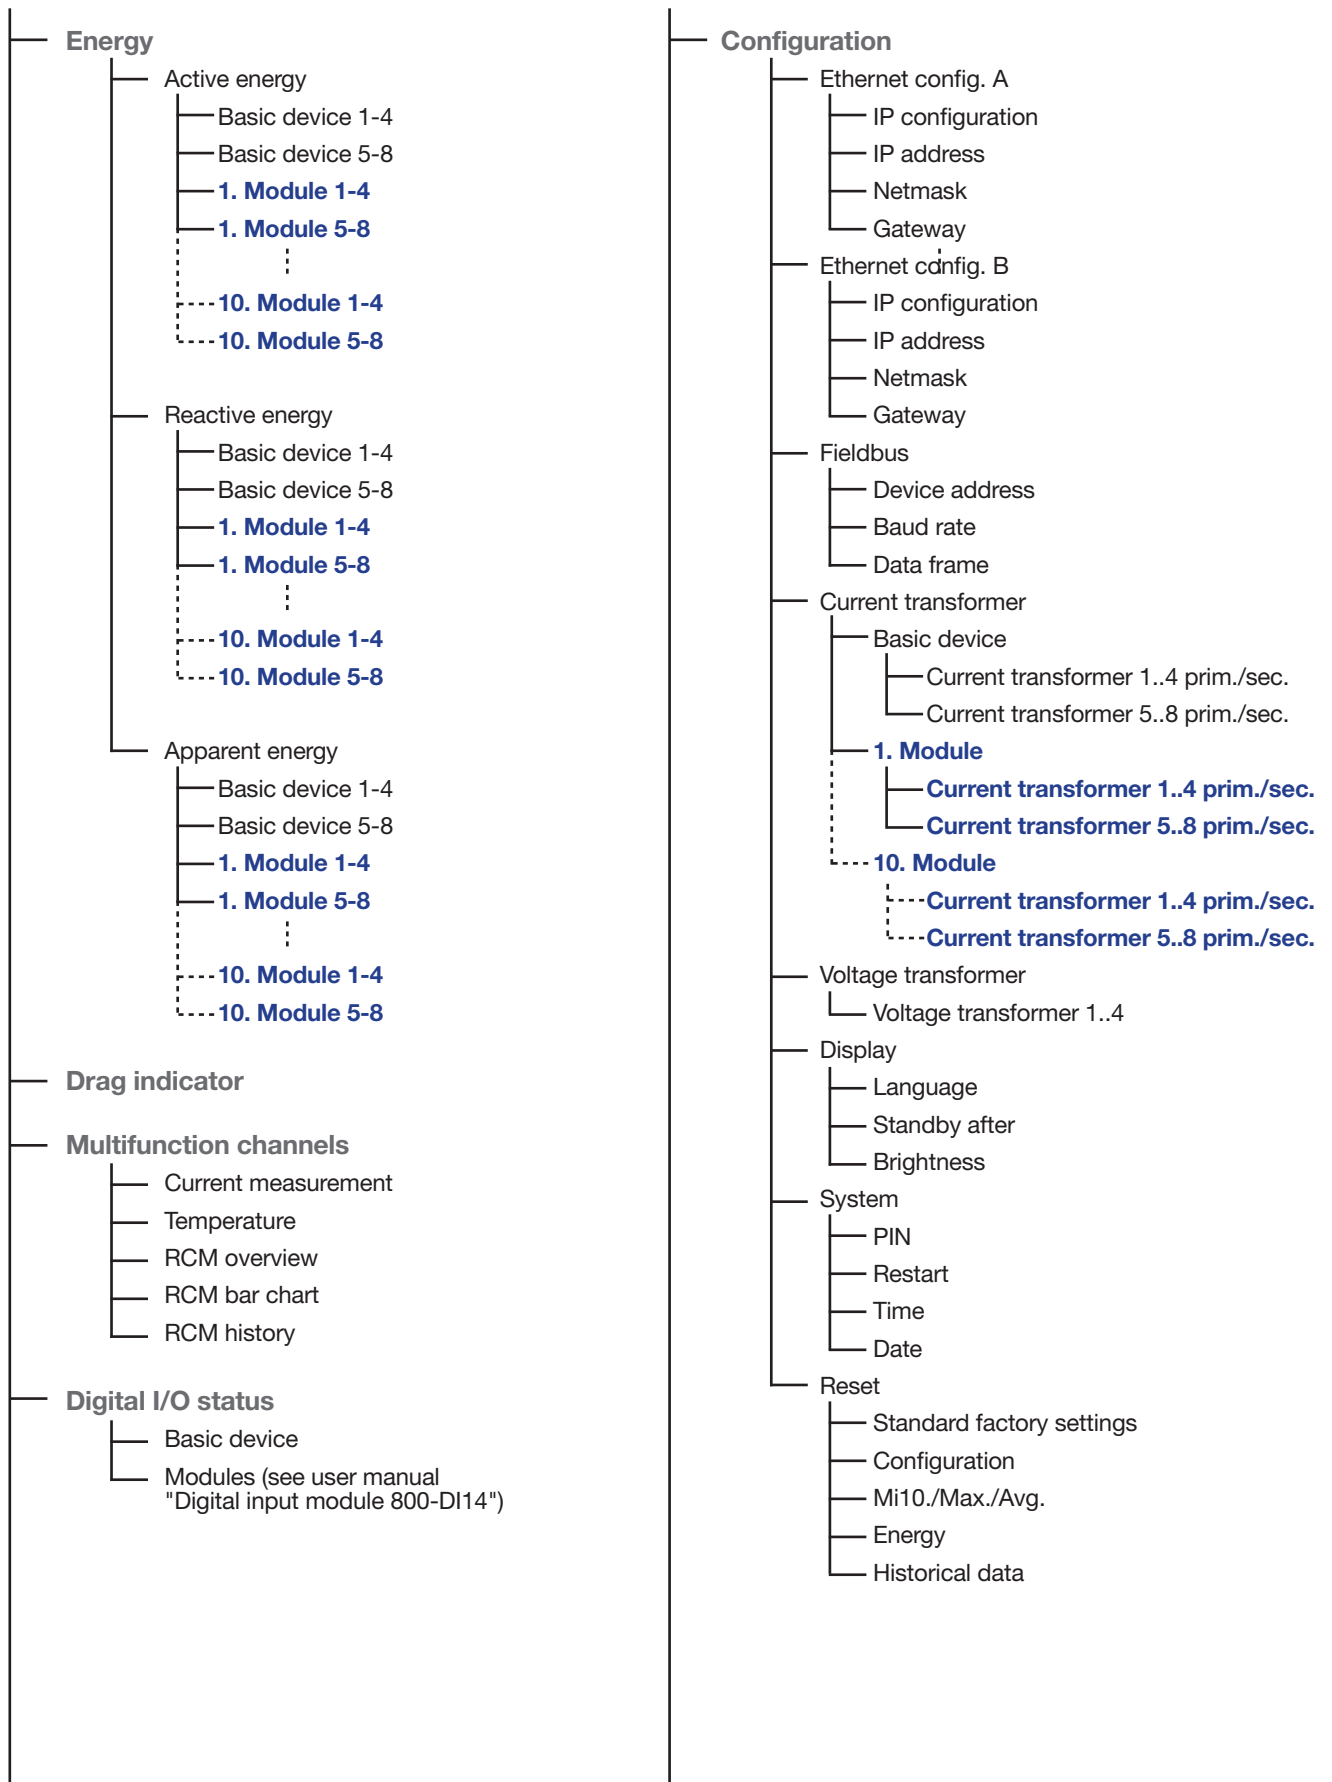 Energy
Active energy
Basic device 1-4
Basic device 5-8
1. Module 1-4
1. Module 5-8
10. Module 1-4
10. Module 5-8
Reactive energy
Basic device 1-4
Basic device 5-8
1. Module 1-4
1. Module 5-8
10. Module 1-4
10. Module 5-8
Apparent energy
Basic device 1-4
Basic device 5-8
1. Module 1-4
1. Module 5-8
10. Module 1-4
10. Module 5-8
Drag indicator
Multifunction channels
Current measurement
Temperature
RCM overview
RCM bar chart
RCM history
Digital I/O status
Basic device
Modules (see user manual
"Digital input module 800-DI14")
Configuration
Ethernet config. A
IP configuration
IP address
Netmask
Gateway
Ethernet config. B
IP configuration
IP address
Netmask
Gateway
Fieldbus
Device address
Baud rate
Data frame
Current transformer
Basic device
Current transformer 1..4 prim./sec.
Current transformer 5..8 prim./sec.
1. Module
Current transformer 1..4 prim./sec.
Current transformer 5..8 prim./sec.
10. Module
Current transformer 1..4 prim./sec.
Current transformer 5..8 prim./sec.
Voltage transformer
Voltage transformer 1..4
Display
Language
Standby after
Brightness
System
PIN
Restart
Time
Date
Reset
Standard factory settings
Configuration
Mi10./Max./Avg.
Energy
Historical data